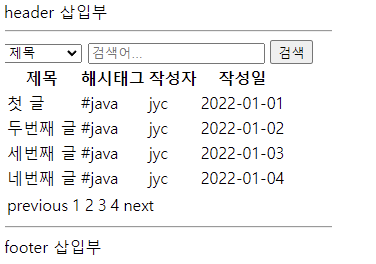 header 삽입부
제목 검색어... 검색
제목 해시태그 작성자 작성일
첫 글 #java jyc 2022-01-01
두번째 글 #java jyc 2022-01-02
세번째 글 #java jyc 2022-01-03
네번째 글 #java jyc 2022-01-04
previous 1 2 3 4 next
footer 삽입부